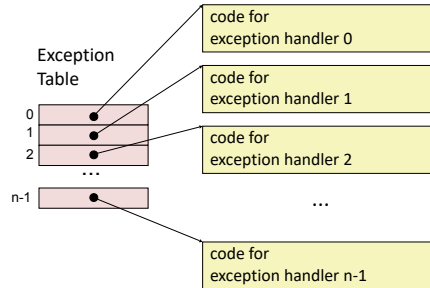 Exception
Table
0
1
2
...
n-1
code for
exception handler 0
code for
exception handler 1
code for
exception handler 2
...
code for
exception handler n-1